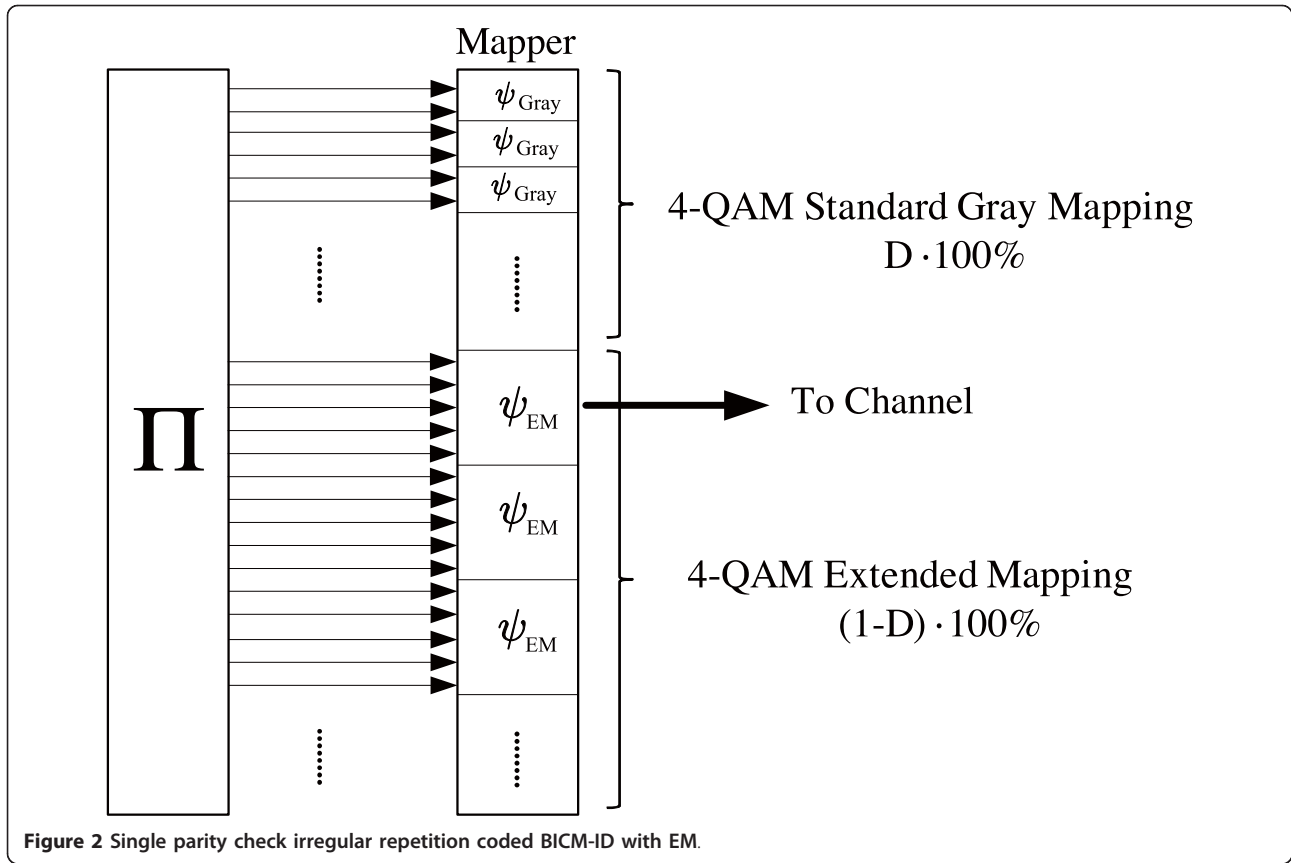 Mapper
ψGray
ψGray
ψGray
4-QAM Standard Gray Mapping
D·100%
Π
ψEM
To Channel
ψEM
4-QAM Extended Mapping
(1-D)·100%
ψEM
Figure 2 Single parity check irregular repetition coded BICM-ID with EM.